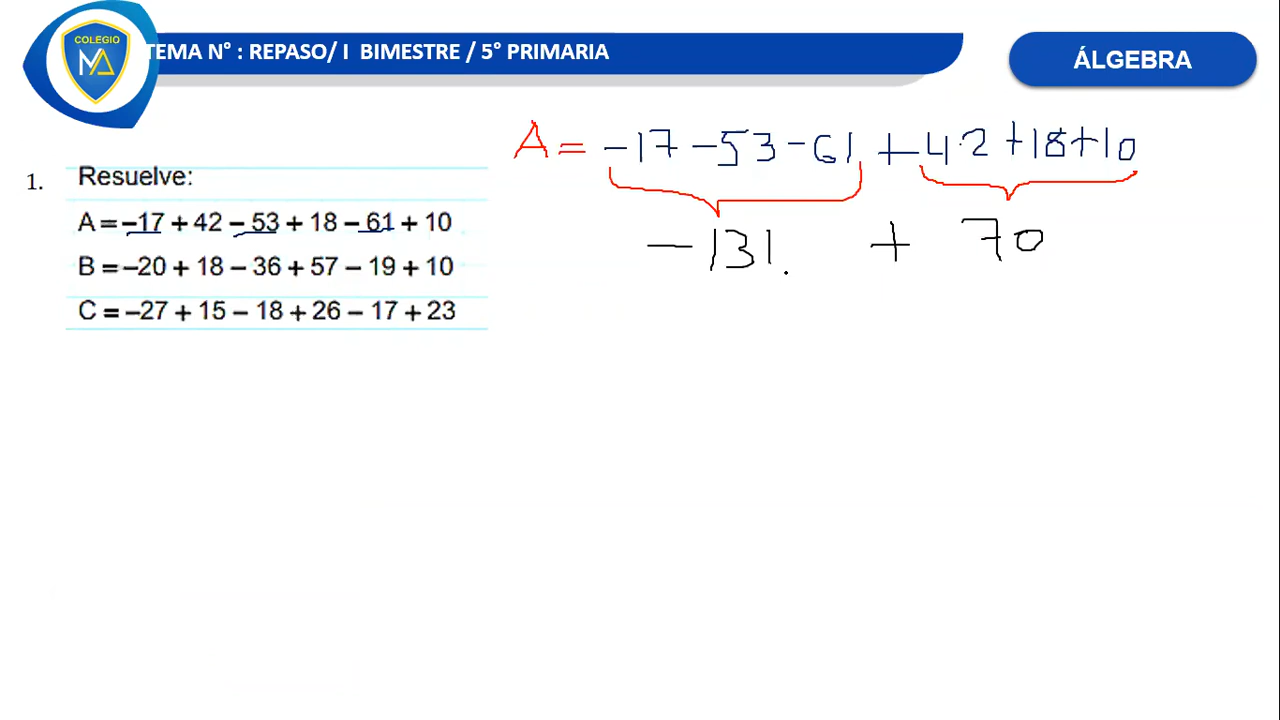 COLEGIO
MA
TEMA N° : REPASO/ I BIMESTRE / 5° PRIMARIA
ÁLGEBRA
1. Resuelve:
A = –17 + 42 – 53 + 18 – 61 + 10
B = –20 + 18 – 36 + 57 – 19 + 10
C = –27 + 15 – 18 + 26 – 17 + 23
A = -17 -53 -61 +42 +18 +10
-131. + 70